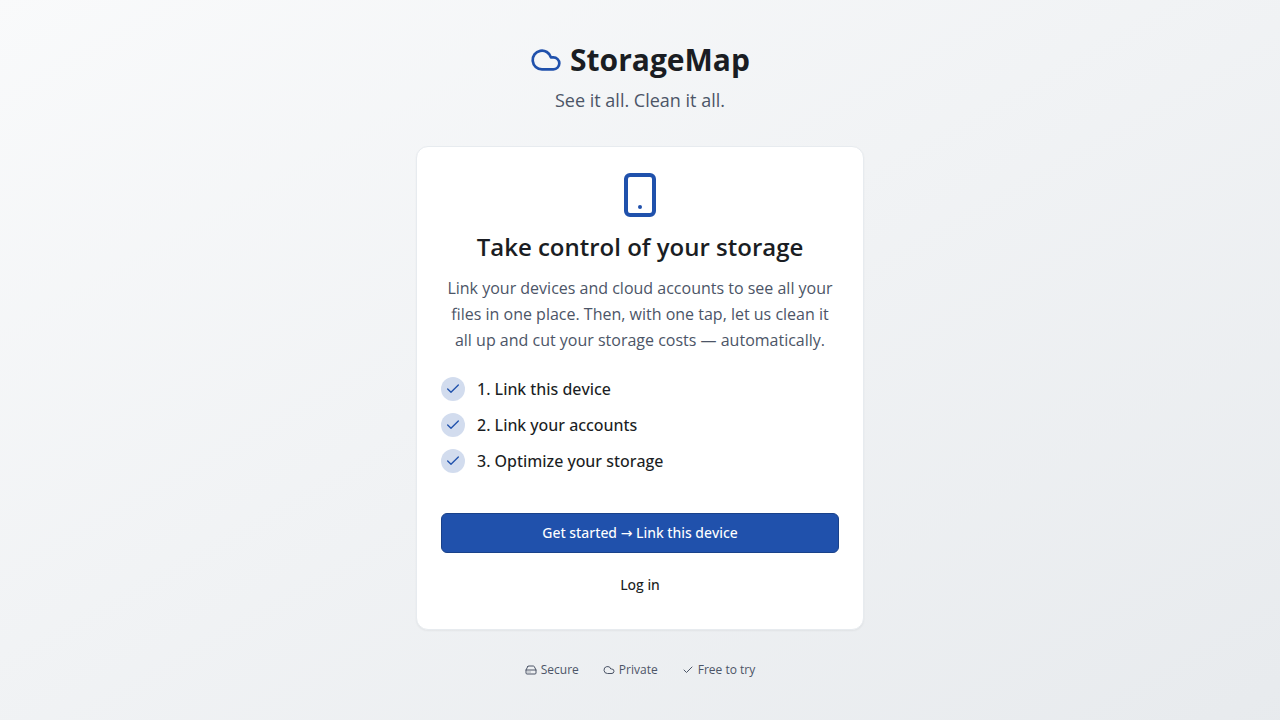 StorageMap
See it all. Clean it all.
Take control of your storage
Link your devices and cloud accounts to see all your
files in one place. Then, with one tap, let us clean it
all up and cut your storage costs — automatically.
1. Link this device
2. Link your accounts
3. Optimize your storage
Get started → Link this device
Log in
Secure Private Free to try